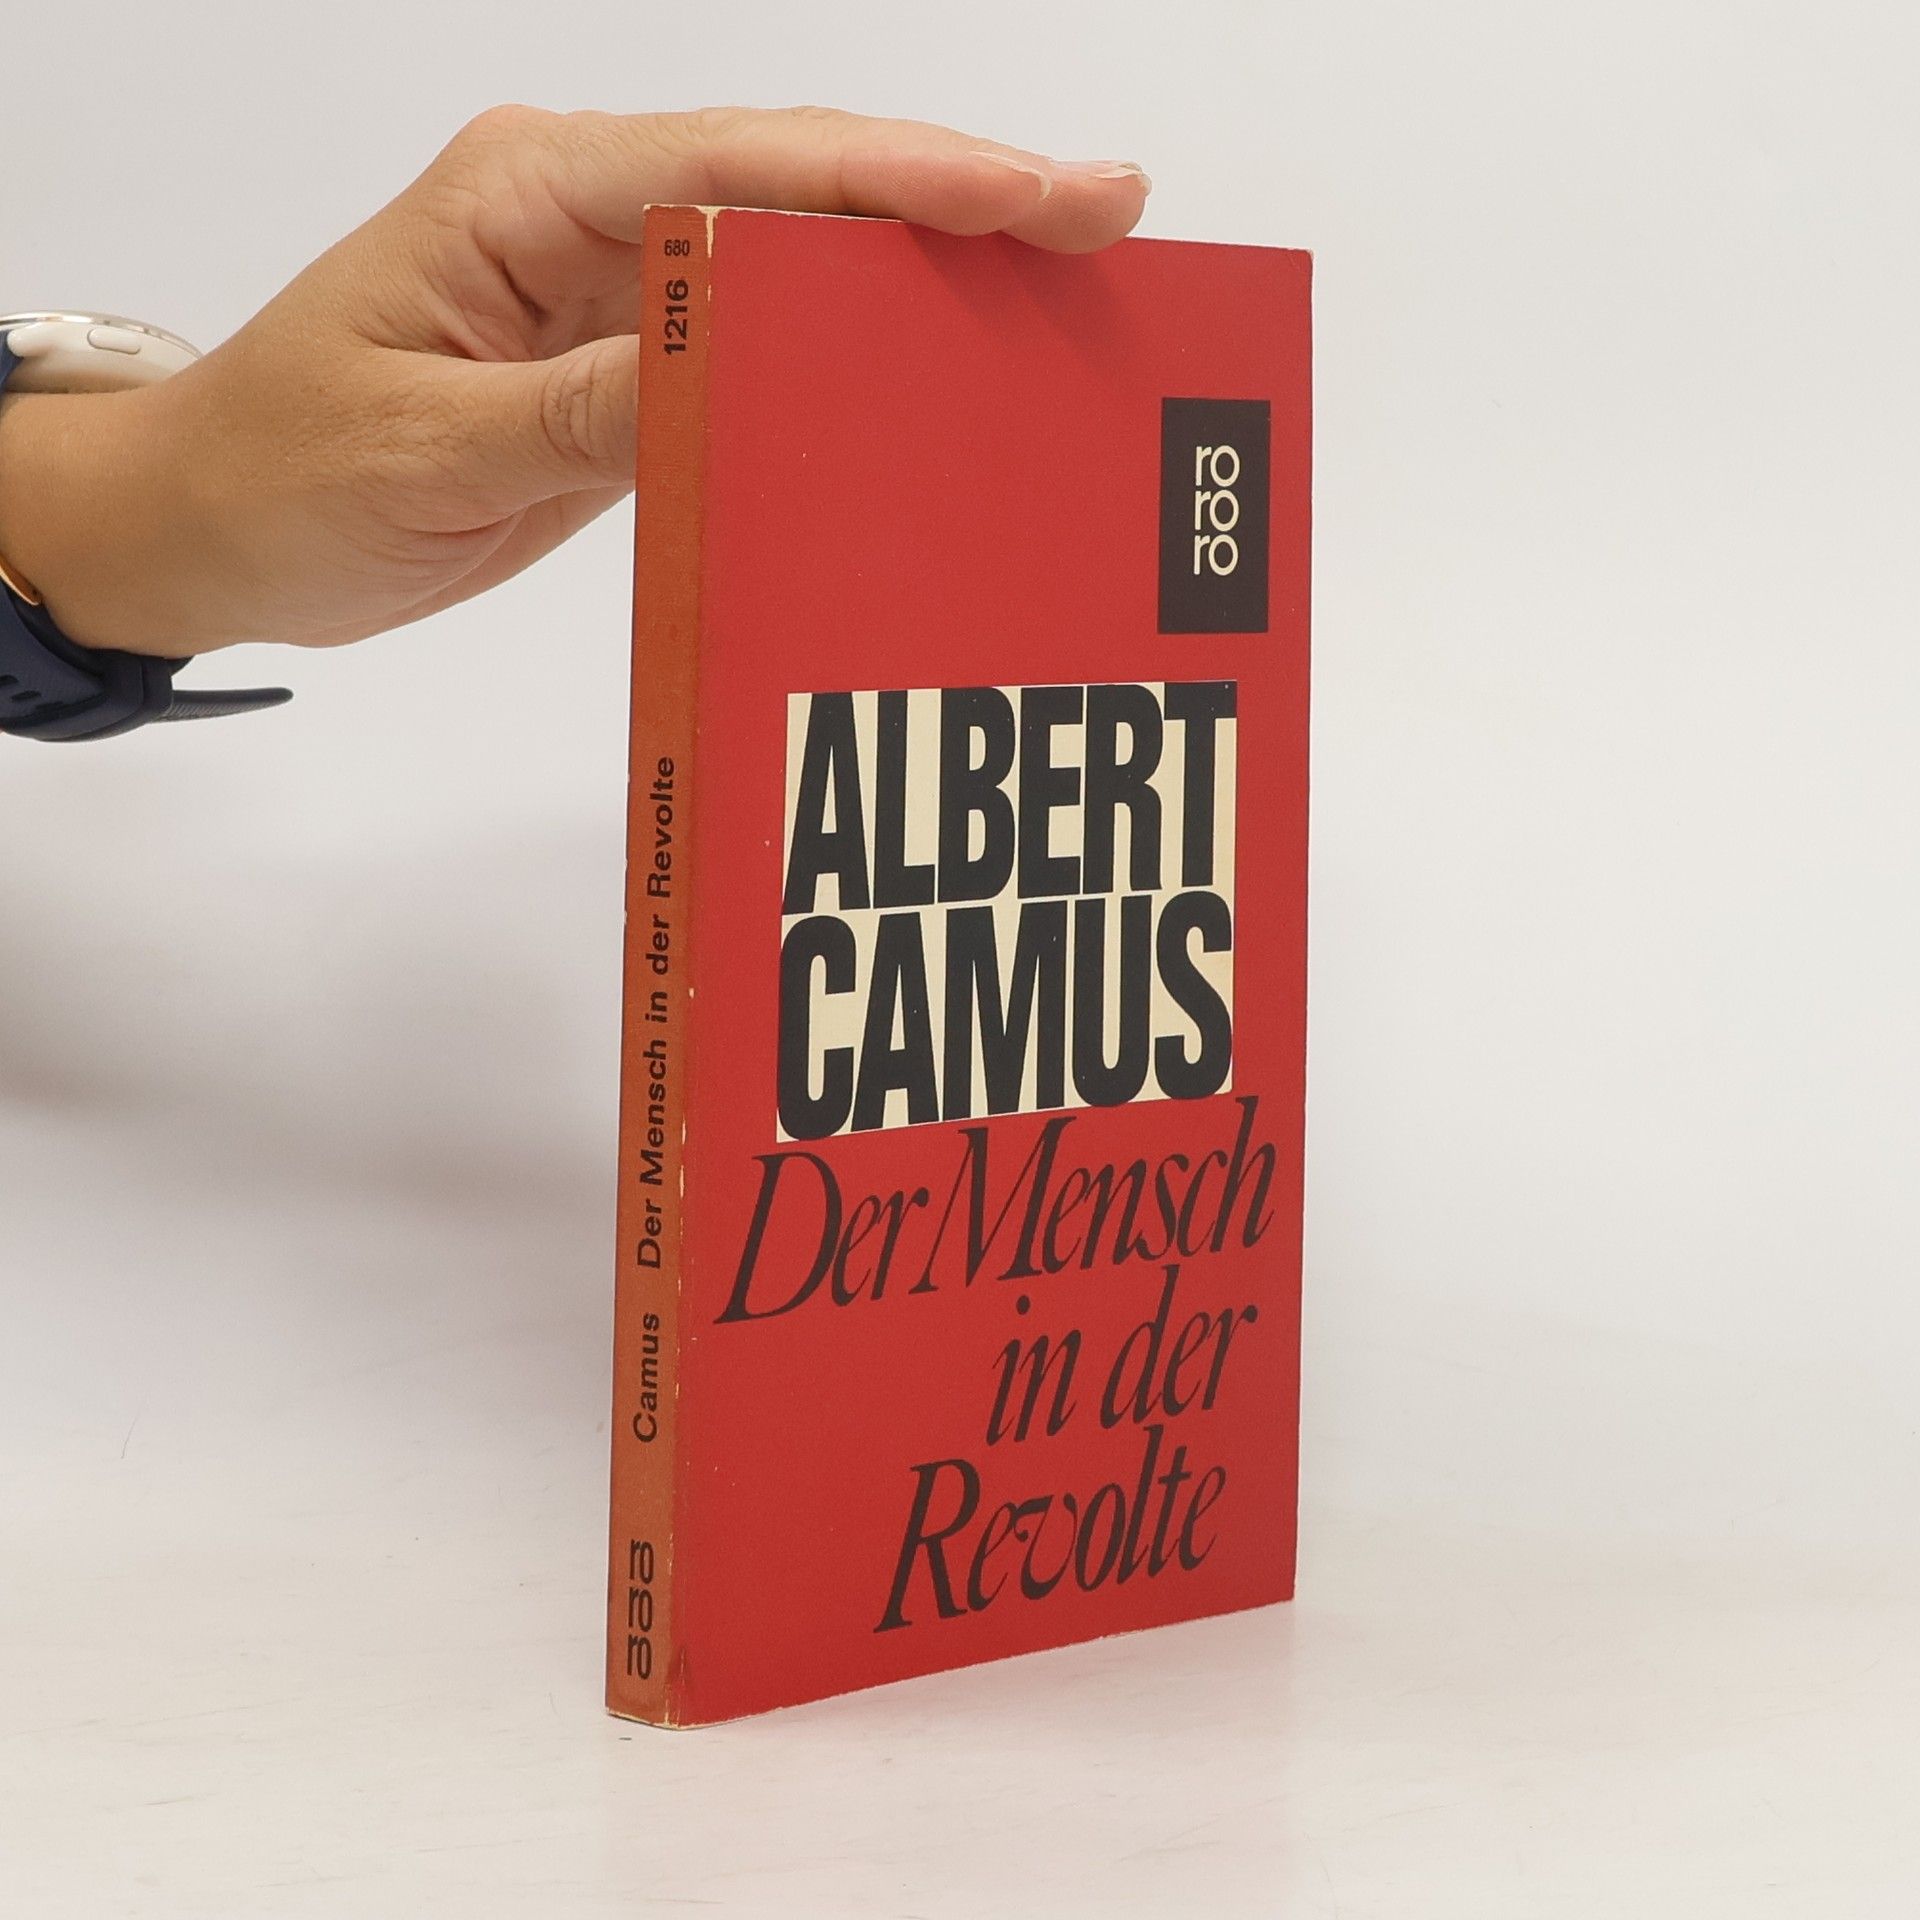 680
1216
Camus Der Mensch in der Revolte
ro
ro
ro
ro
ro
ro
ALBERT
CAMUS
Der Mensch
in der
Revolte